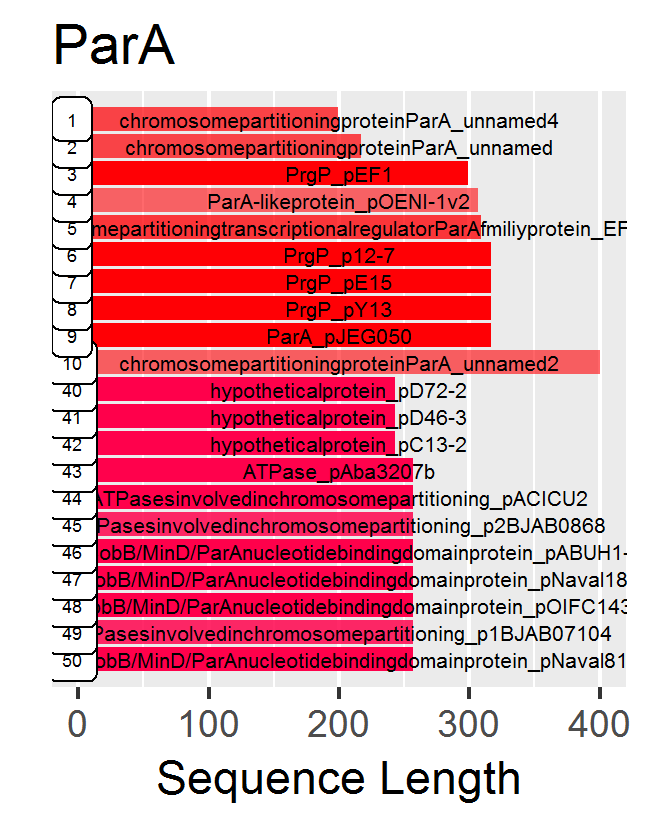 ParA
1 chromosomepartitioningproteinParA_unnamed4
2 chromosomepartitioningproteinParA_unnamed
3 PrgP_pEF1
4 ParA-likeprotein_pOENI-1v2
5 mepartitioningtranscriptionalregulatorParAfmiliyprotein_EF
6 PrgP_p12-7
7 PrgP_pE15
8 PrgP_pY13
9 ParA_pJEG050
10 chromosomepartitioningproteinParA_unnamed2
40 hypotheticalprotein_pD72-2
41 hypotheticalprotein_pD46-3
42 hypotheticalprotein_pC13-2
43 ATPase_pAba3207b
44 ATPasesinvolvedinchromosomepartitioning_pACICU2
45 Pasesinvolvedinchromosomepartitioning_p2BJAB0868
46 obB/MinD/ParAnucleotidebindingdomainprotein_pABUH1-
47 obB/MinD/ParAnucleotidebindingdomainprotein_pNaval18
48 obB/MinD/ParAnucleotidebindingdomainprotein_pOIFC143
49 Pasesinvolvedinchromosomepartitioning_p1BJAB07104
50 obB/MinD/ParAnucleotidebindingdomainprotein_pNaval81
0 100 200 300 400
Sequence Length